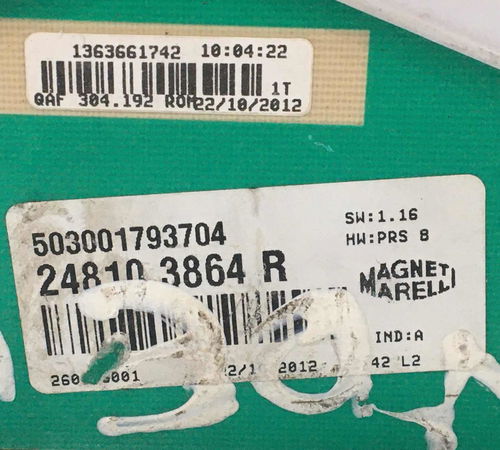 1363661742 10:04:22
1T
QAF 304.192 ROM 22/10/2012
503001793704
24810 3864 R
SW:1.16
HW:PRS B
MAGNETI
MARELLI
IND:A
2012
42 L2